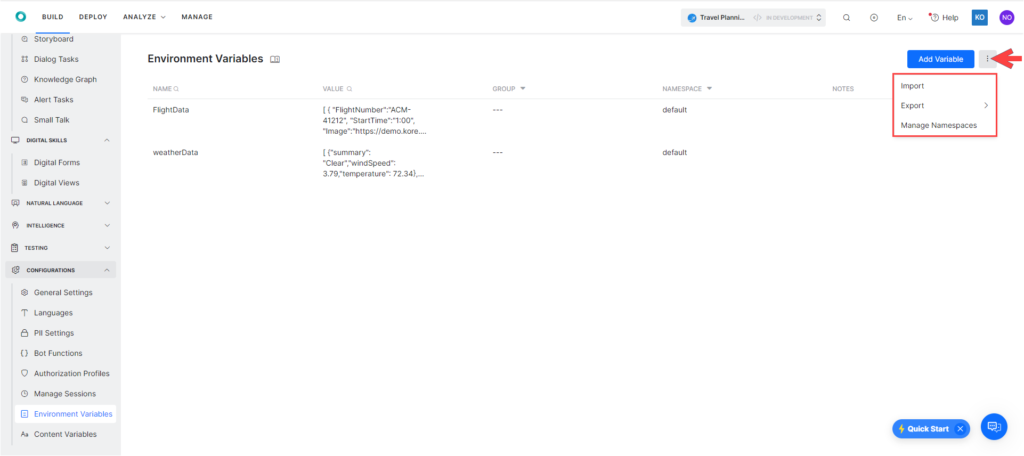 BUILD
DEPLOY
ANALYZE
MANAGE
Travel Planni...
IN DEVELOPMENT
En
Help
KO
NO
Storyboard
Dialog Tasks
Knowledge Graph
Alert Tasks
Small Talk
DIGITAL SKILLS
Digital Forms
Digital Views
NATURAL LANGUAGE
INTELLIGENCE
TESTING
CONFIGURATIONS
General Settings
Languages
PII Settings
Bot Functions
Authorization Profiles
Manage Sessions
Environment Variables
Aa Content Variables
Environment Variables
Add Variable
Import
Export
Manage Namespaces
NAME
VALUE
GROUP
NAMESPACE
NOTES
FlightData
[ { "FlightNumber":"ACM-
41212", "StartTime":"1:00",
"Image":"https://demo.kore....
---
default
weatherData
[ {"summary":
"Clear","windSpeed":
3.79,"temperature": 72.34},...
---
default
Quick Start